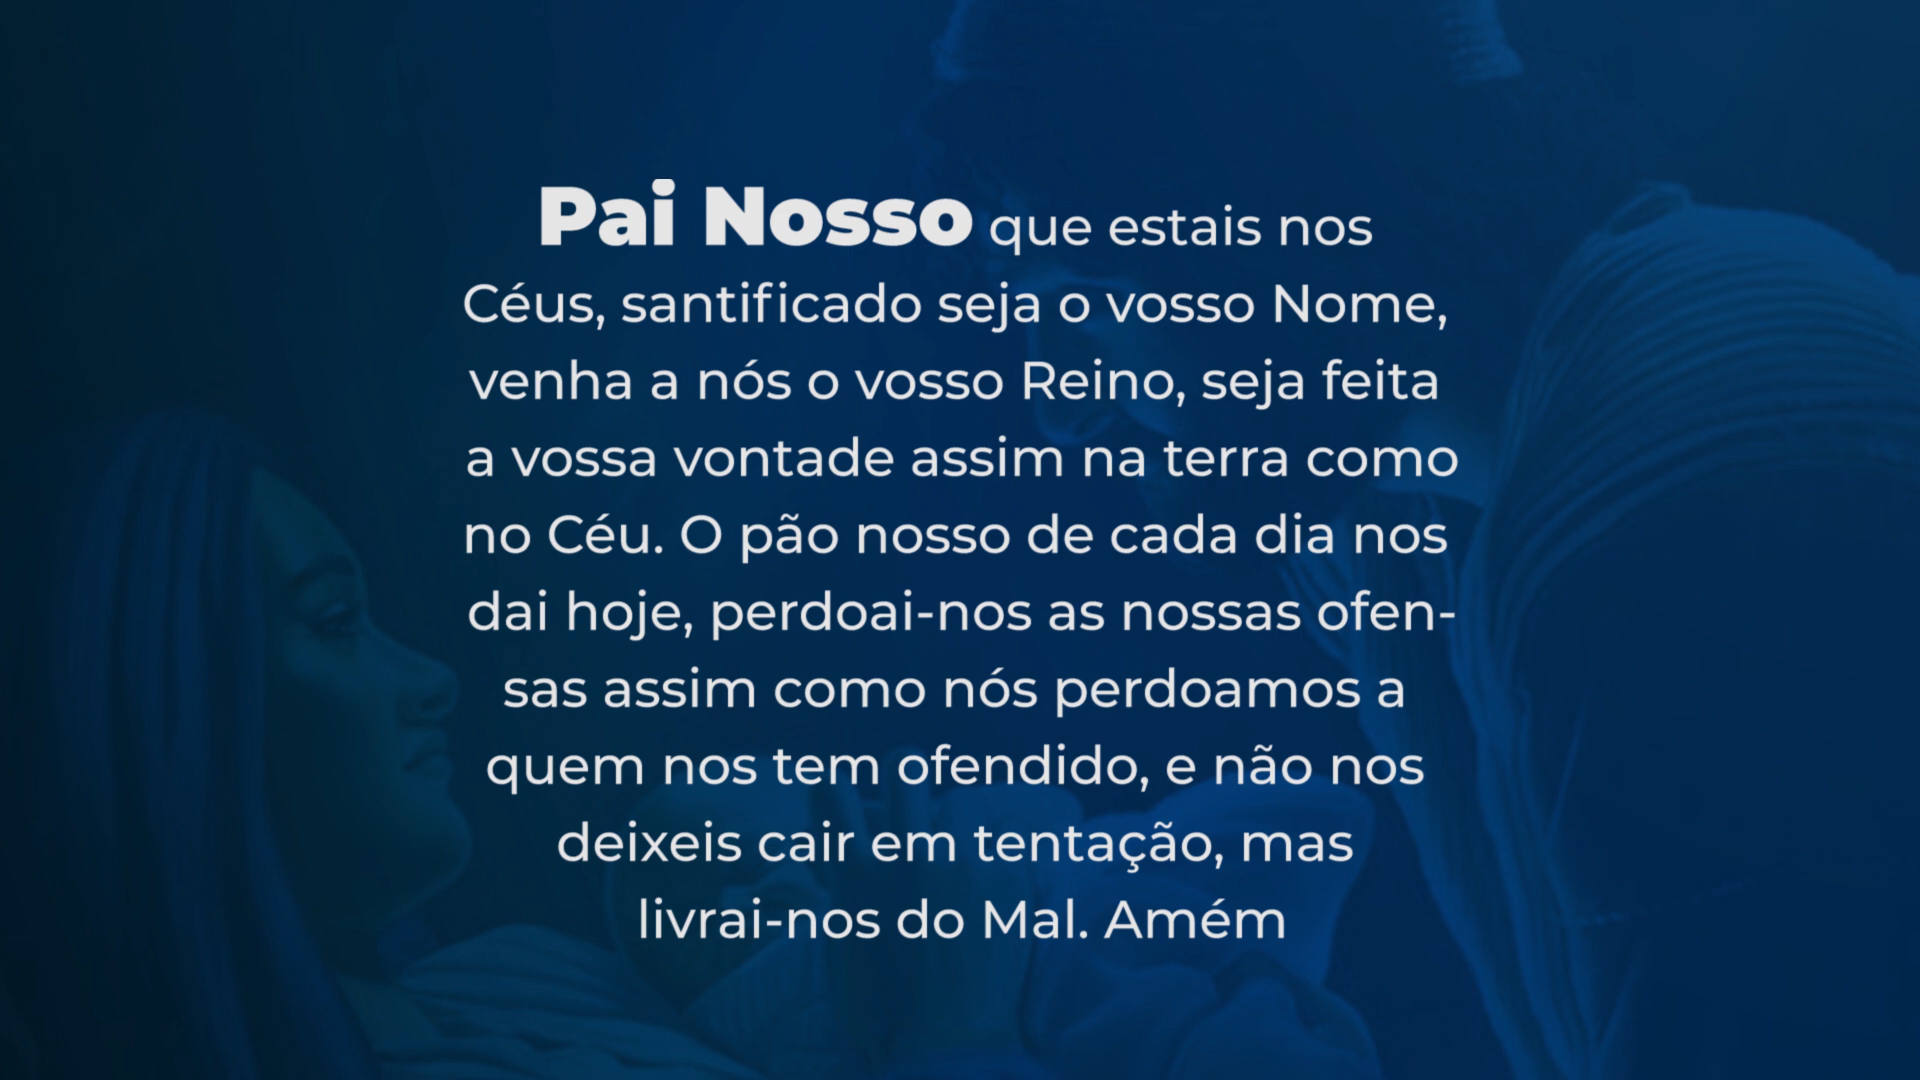 Pai Nosso que estais nos
Céus, santificado seja o vosso Nome,
venha a nós o vosso Reino, seja feita
a vossa vontade assim na terra como
no Céu. O pão nosso de cada dia nos
dai hoje, perdoai-nos as nossas ofen-
sas assim como nós perdoamos a
quem nos tem ofendido, e não nos
deixeis cair em tentação, mas
livrai-nos do Mal. Amém